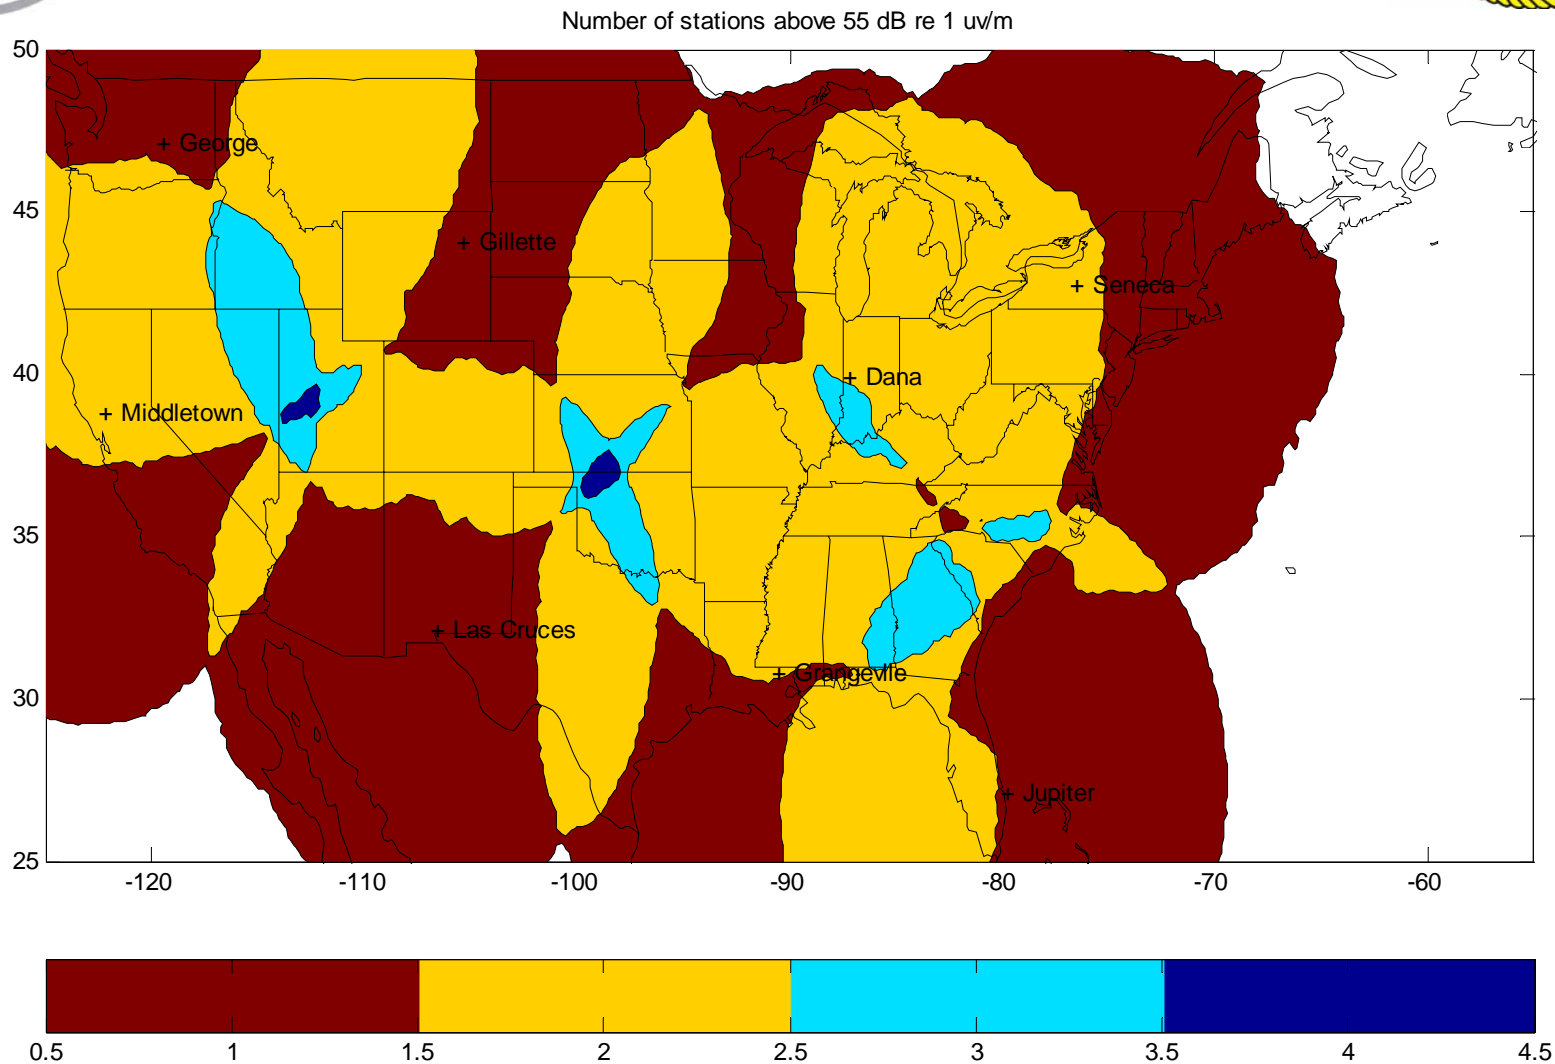 Number of stations above 55 dB re 1 uv/m
50
+ George
45
+ Gillette
+ Seneca
40
+ Dana
+ Middletown
35
+ Las Cruces
30
+ Grangevlle
+ Jupiter
25
-120 -110 -100 -90 -80 -70 -60
0.5 1 1.5 2 2.5 3 3.5 4 4.5